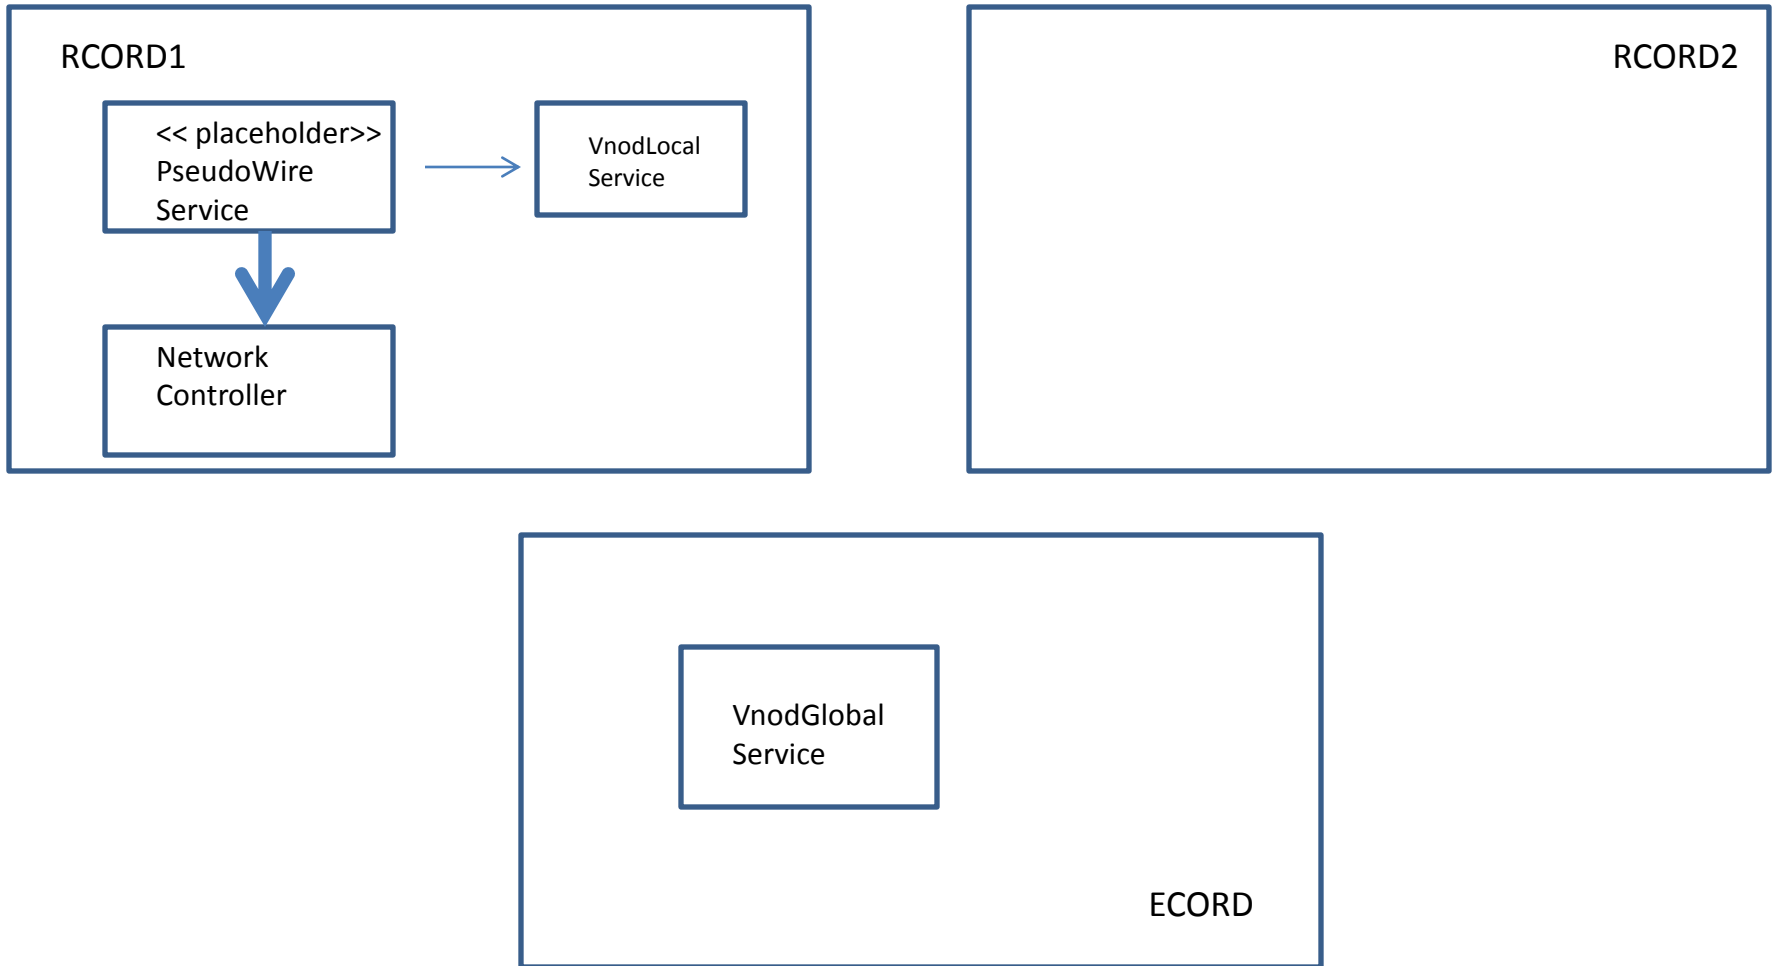 RCORD1
RCORD2
<< placeholder>>
PseudoWire
Service
VnodLocal
Service
Network
Controller
VnodGlobal
Service
ECORD